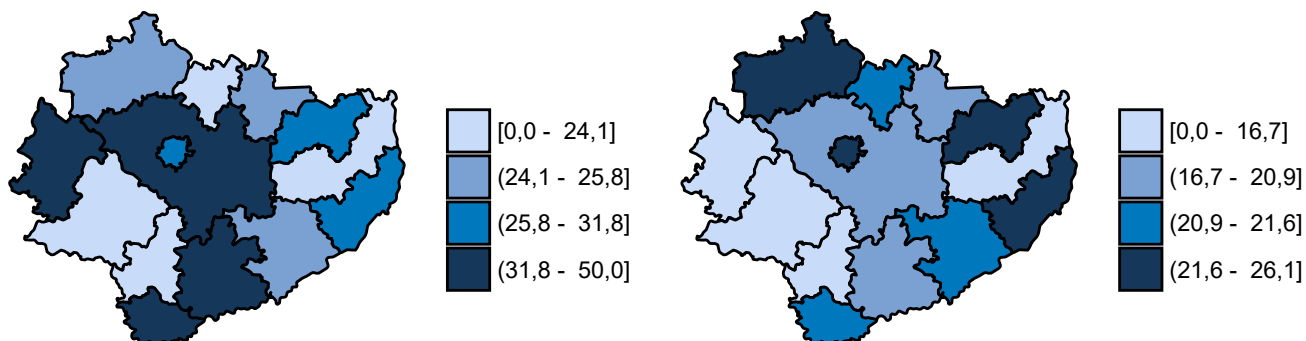 [0,0 - 24,1]
(24,1 - 25,8]
(25,8 - 31,8]
(31,8 - 50,0]
[0,0 - 16,7]
(16,7 - 20,9]
(20,9 - 21,6]
(21,6 - 26,1]